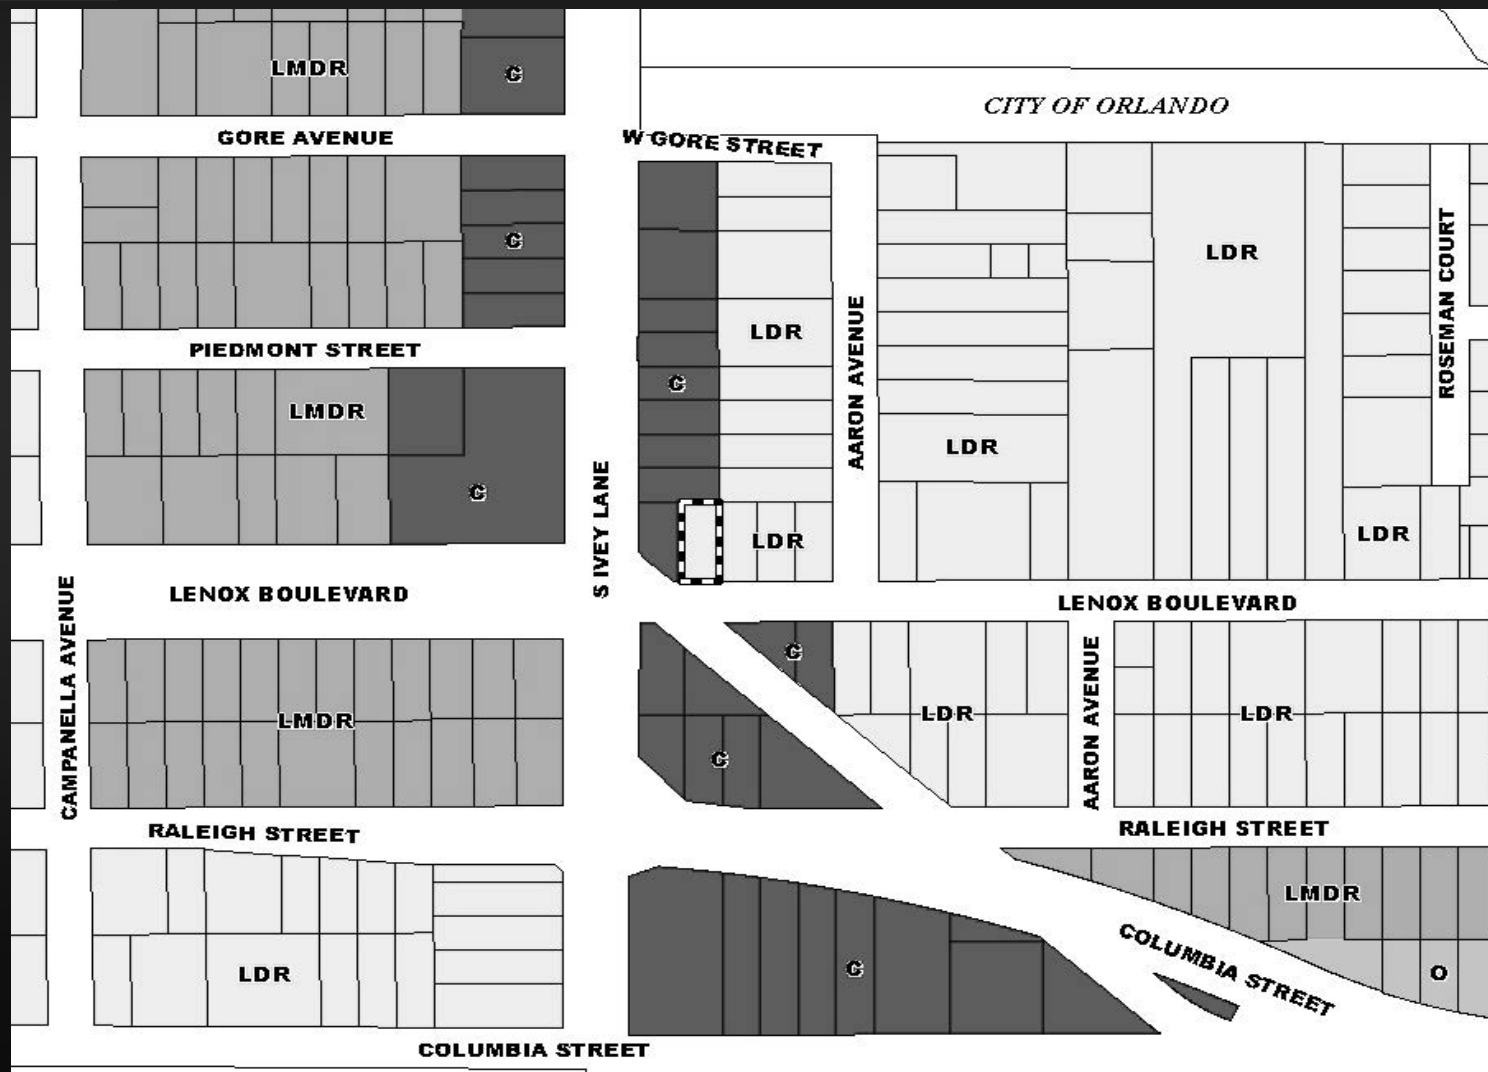 LMDR
C
CITY OF ORLANDO
GORE AVENUE
W GORE STREET
C
LDR
ROSEMAN COURT
LDR
AARON AVENUE
PIEDMONT STREET
C
LMDR
LDR
C
S IVEY LANE
LDR
LDR
LENOX BOULEVARD
LENOX BOULEVARD
CAMPANELLA AVENUE
C
LMDR
LDR
AARON AVENUE
LDR
C
RALEIGH STREET
RALEIGH STREET
LMDR
LDR
C
COLUMBIA STREET
O
COLUMBIA STREET